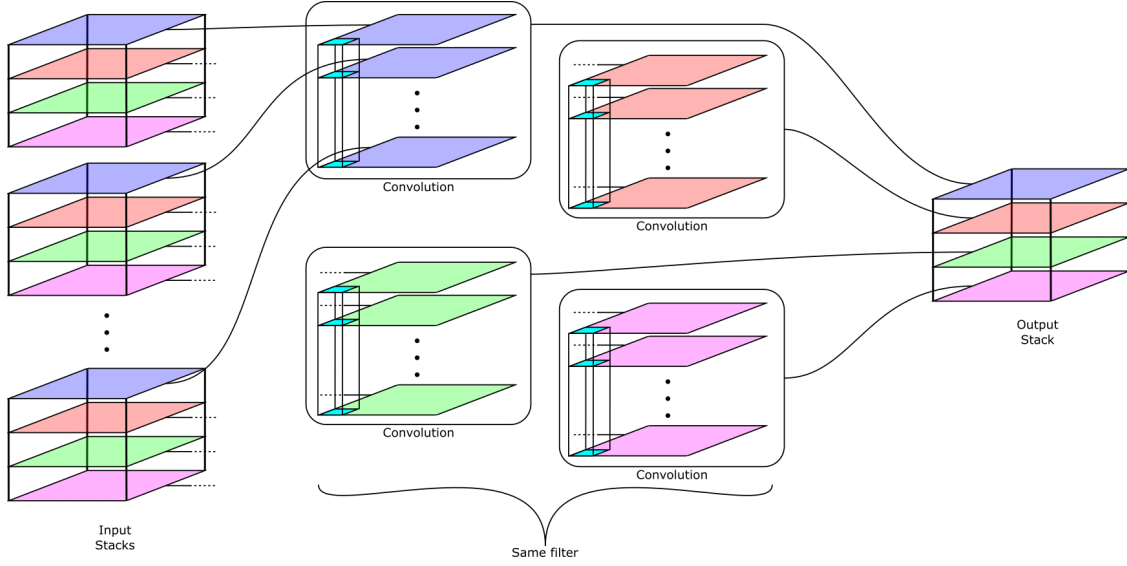 Convolution
Convolution
Convolution
Convolution
Input
Stacks
Output
Stack
Same filter